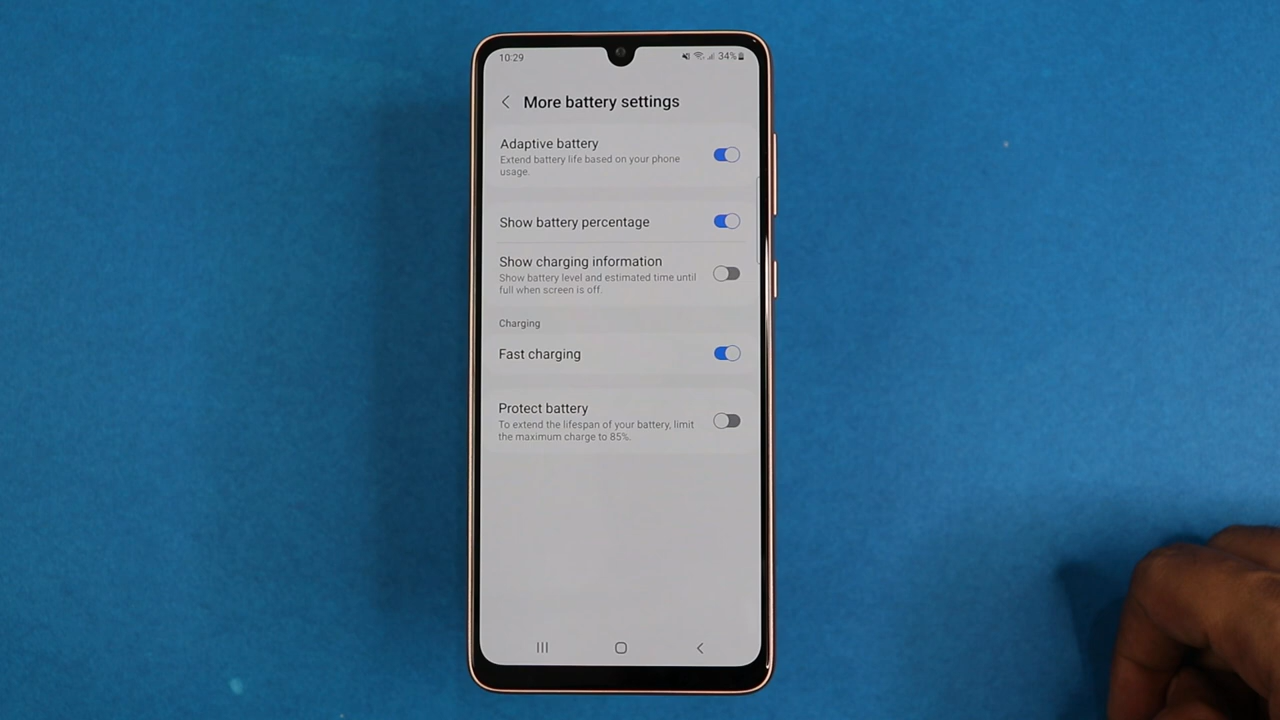 10:29 34%
More battery settings
Adaptive battery
Extend battery life based on your phone
usage.
Show battery percentage
Show charging information
Show battery level and estimated time until
full when screen is off.
Charging
Fast charging
Protect battery
To extend the lifespan of your battery, limit
the maximum charge to 85%.